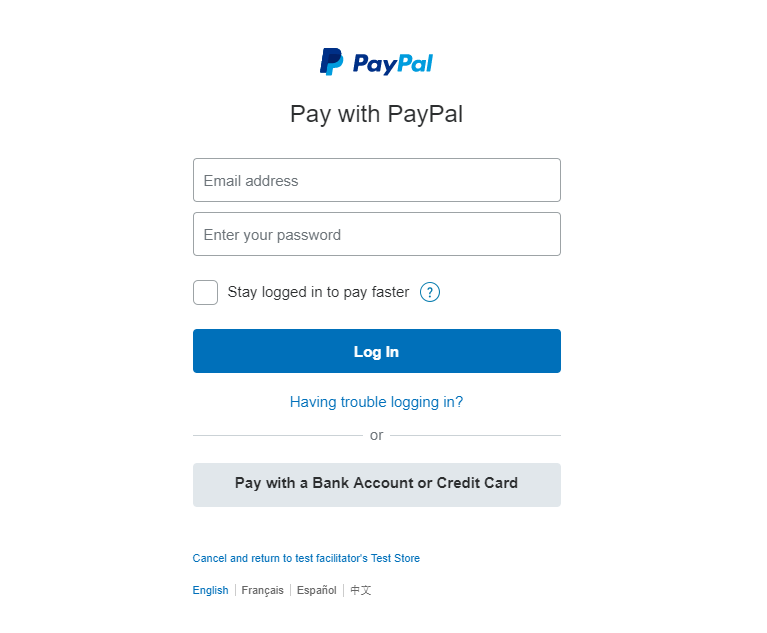 PayPal
Pay with PayPal
Email address
Enter your password
Stay logged in to pay faster ?
Log In
Having trouble logging in?
or
Pay with a Bank Account or Credit Card
Cancel and return to test facilitator's Test Store
English | Français | Español | 中文